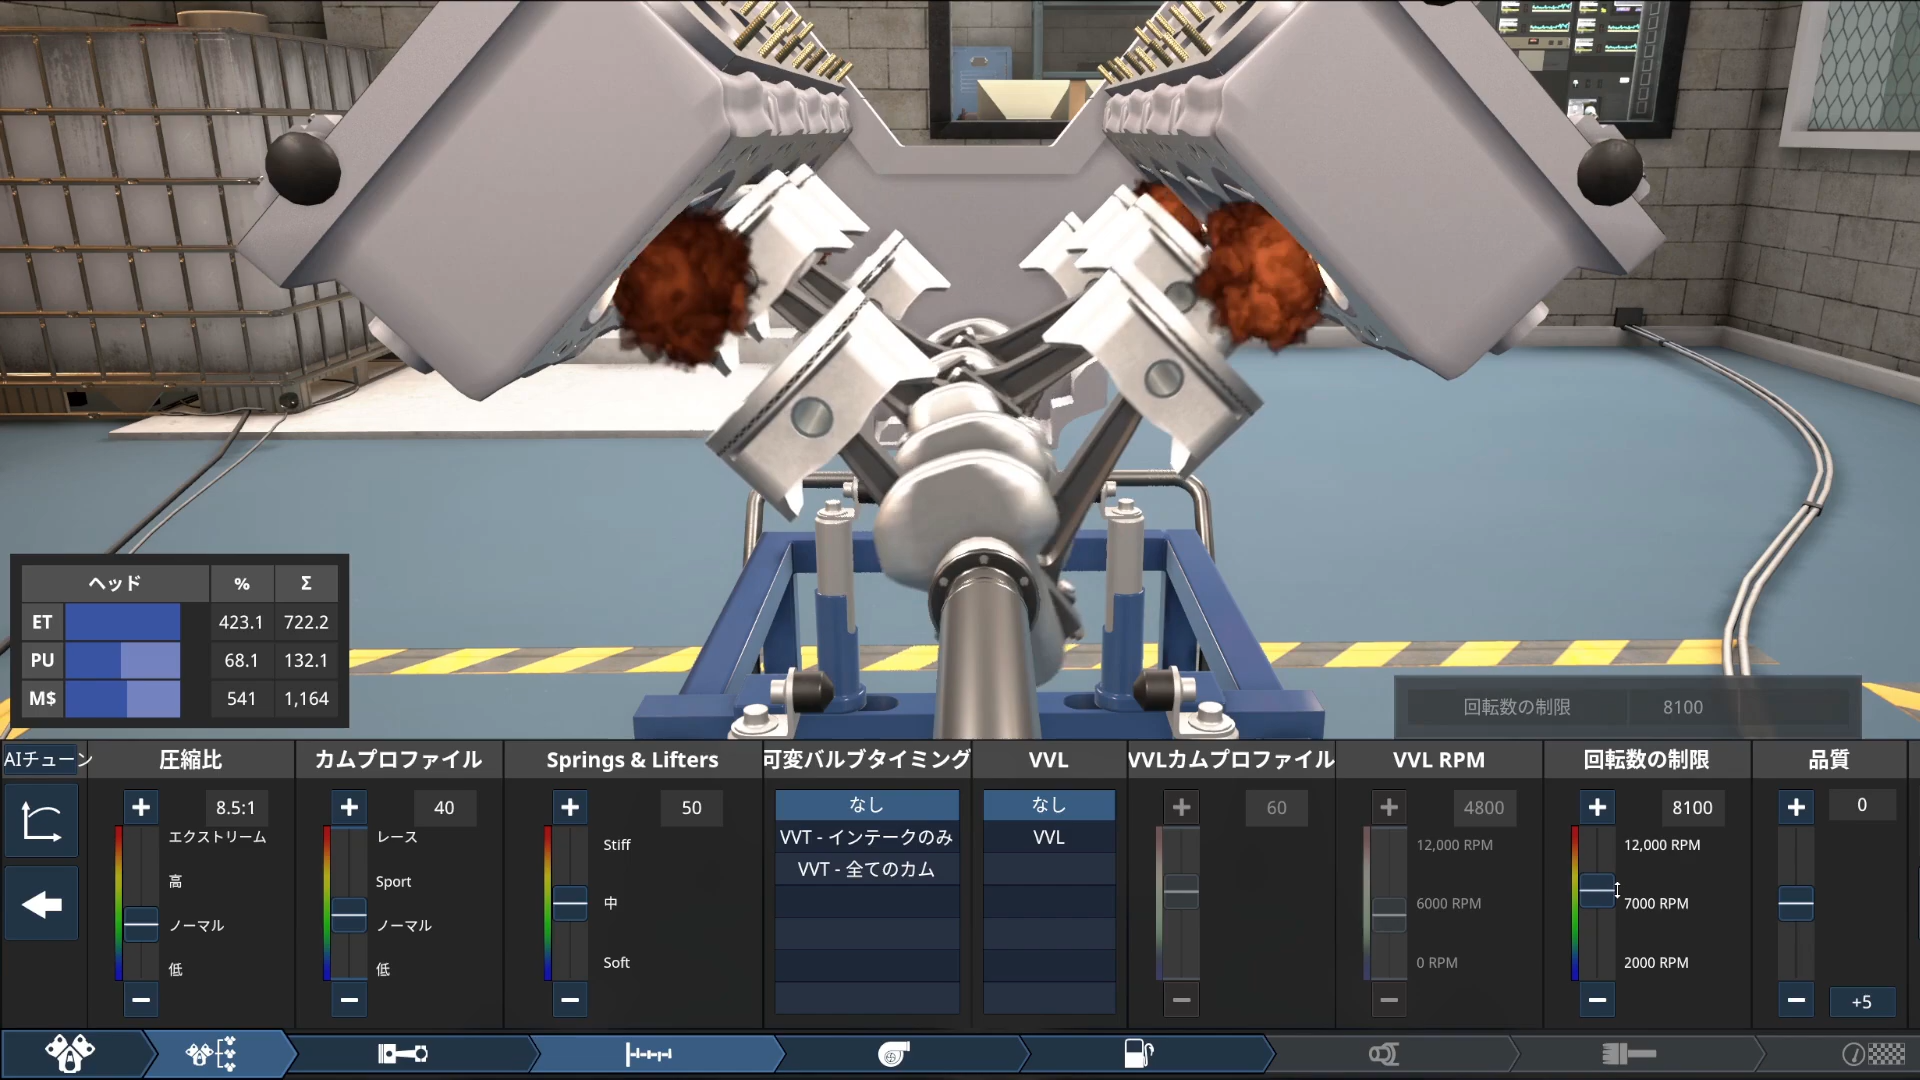 ヘッド % Σ
ET 423.1 722.2
PU 68.1 132.1
M$ 541 1,164
回転数の制限 8100
AIチューン
圧縮比
8.5:1
エクストリーム
高
ノーマル
低
カムプロファイル
40
レース
Sport
ノーマル
低
Springs & Lifters
50
Stiff
中
Soft
可変バルブタイミング
なし
VVT - インテークのみ
VVT - 全てのカム
VVL
なし
VVL
VVLカムプロファイル
60
VVL RPM
4800
12,000 RPM
6000 RPM
0 RPM
回転数の制限
8100
12,000 RPM
7000 RPM
2000 RPM
品質
0
+5